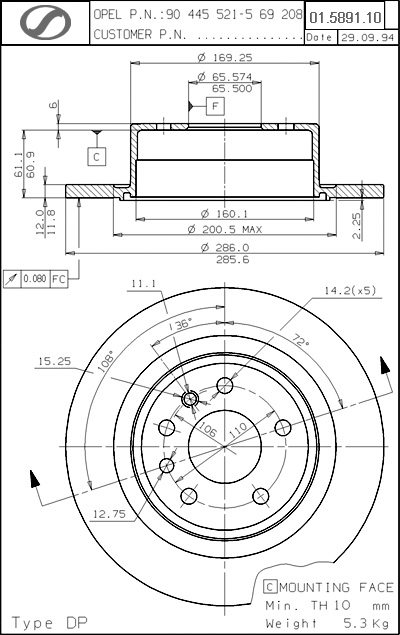 OPEL P.N.:90 445 521-5 69 208
CUSTOMER P.N. ...............
01.5891.10
Date 29.09.94
Ø 169.25
Ø 65.574
65.500
6
F
C
61.1
60.9
12.0
11.8
2.25
Ø 160.1
Ø 200.5 MAX
Ø 286.0
285.6
0.080 FC
11.1
14.2(x5)
136°
72°
108°
15.25
106
110
12.75
C MOUNTING FACE
Min. TH 10 mm
Type DP
Weight 5.3 Kg